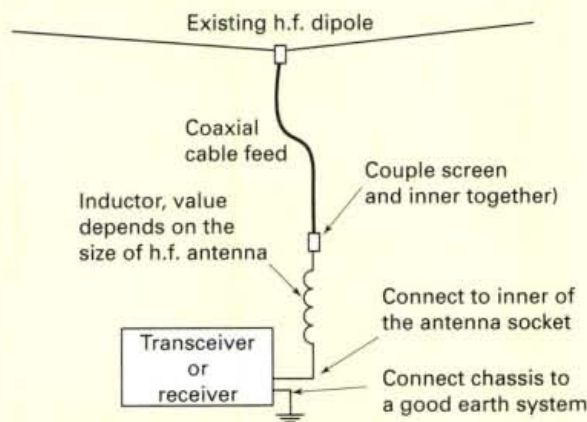 Existing h.f. dipole
Coaxial
cable feed
Couple screen
and inner together)
Inductor, value
depends on the
size of h.f. antenna
Connect to inner of
the antenna socket
Transceiver
or
receiver
Connect chassis to
a good earth system